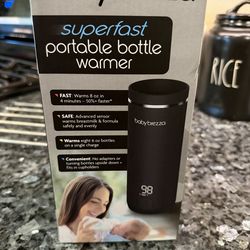 superfast
portable bottle
warmer
FAST: Warms 8 oz in
4 minutes - 50%+ faster*
SAFE: Advanced sensor
warms breastmilk & formula
safely and evenly
Warms eight 4 oz bottles
on a single charge
Convenient: No adapters or
turning bottles upside down +
fits in cupholders
babybrezza
98
RICE